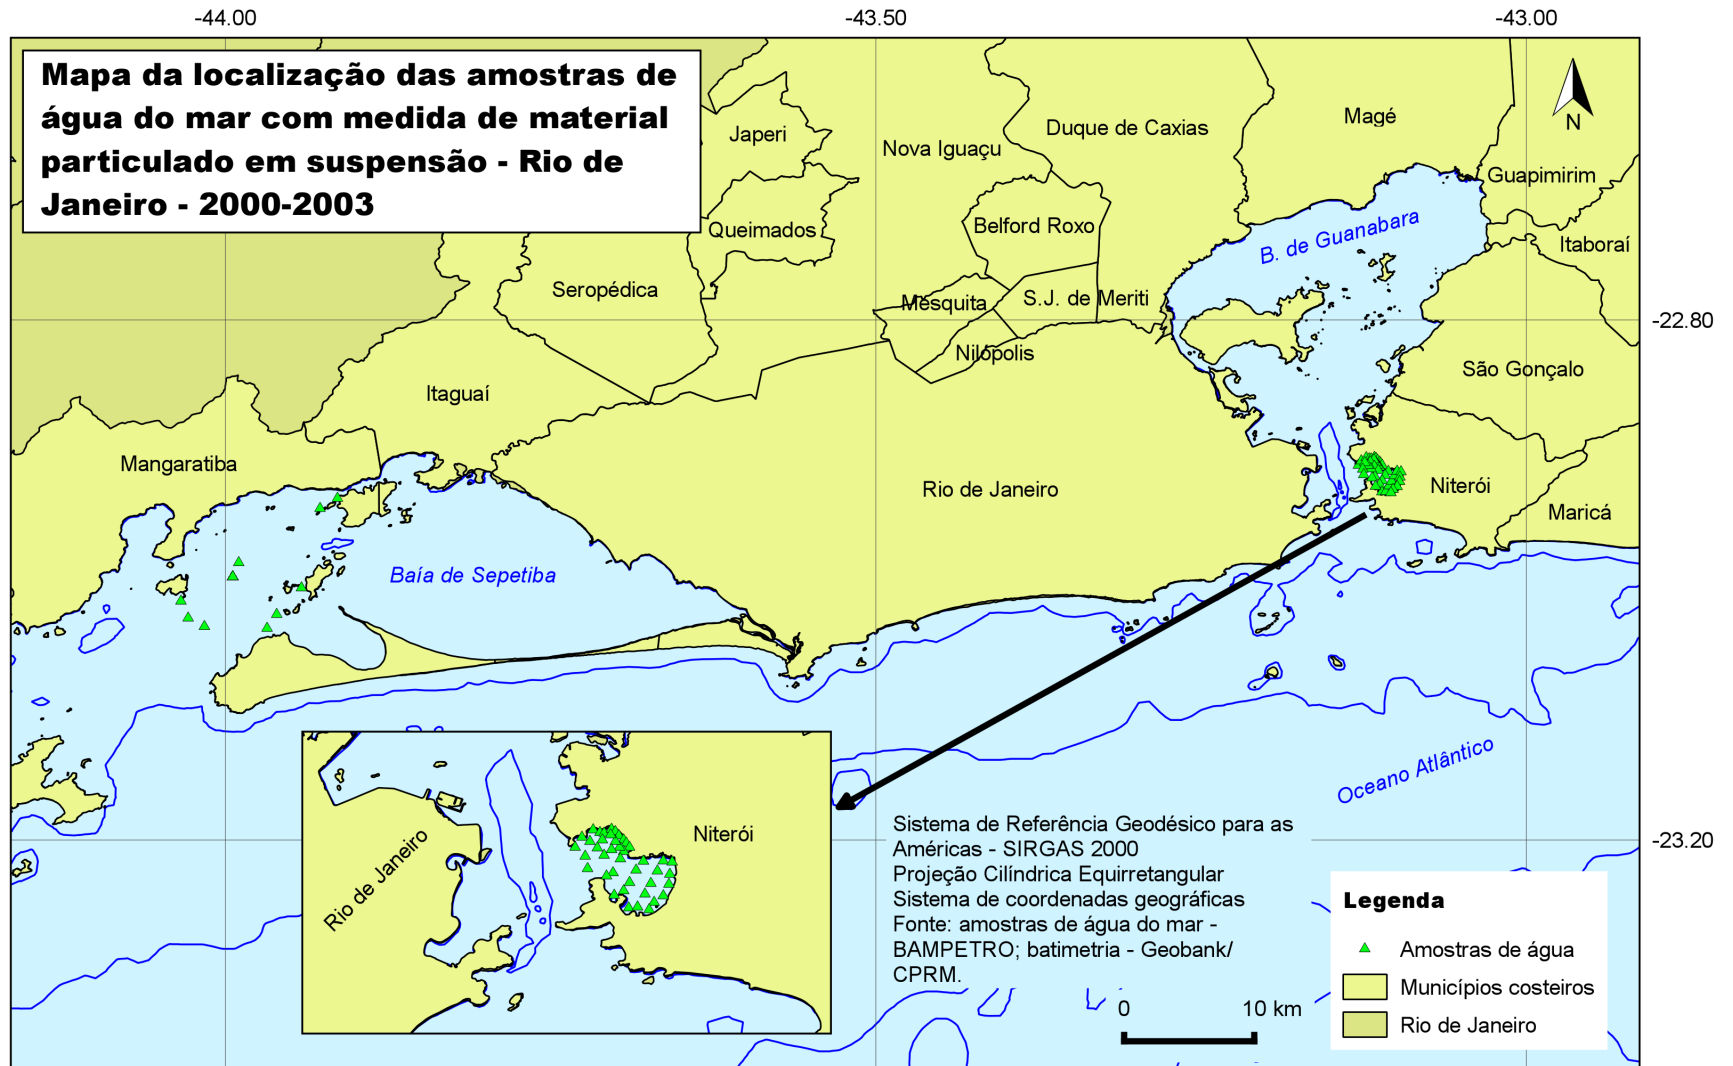 -44.00
-43.50
-43.00
Mapa da localização das amostras de
água do mar com medida de material
particulado em suspensão - Rio de
Janeiro - 2000-2003
N
Japeri
Nova Iguaçu
Duque de Caxias
Magé
Guapimirim
Queimados
Belford Roxo
B. de Guanabara
Itaboraí
Seropédica
Mesquita
S.J. de Meriti
-22.80
Nilópolis
São Gonçalo
Itaguaí
Mangaratiba
Rio de Janeiro
Niterói
Maricá
Baía de Sepetiba
Oceano Atlântico
Niterói
Rio de Janeiro
-23.20
Sistema de Referência Geodésico para as
Américas - SIRGAS 2000
Projeção Cilíndrica Equirretangular
Sistema de coordenadas geográficas
Fonte: amostras de água do mar -
BAMPETRO; batimetria - Geobank/
CPRM.
0 10 km
Legenda
Amostras de água
Municípios costeiros
Rio de Janeiro